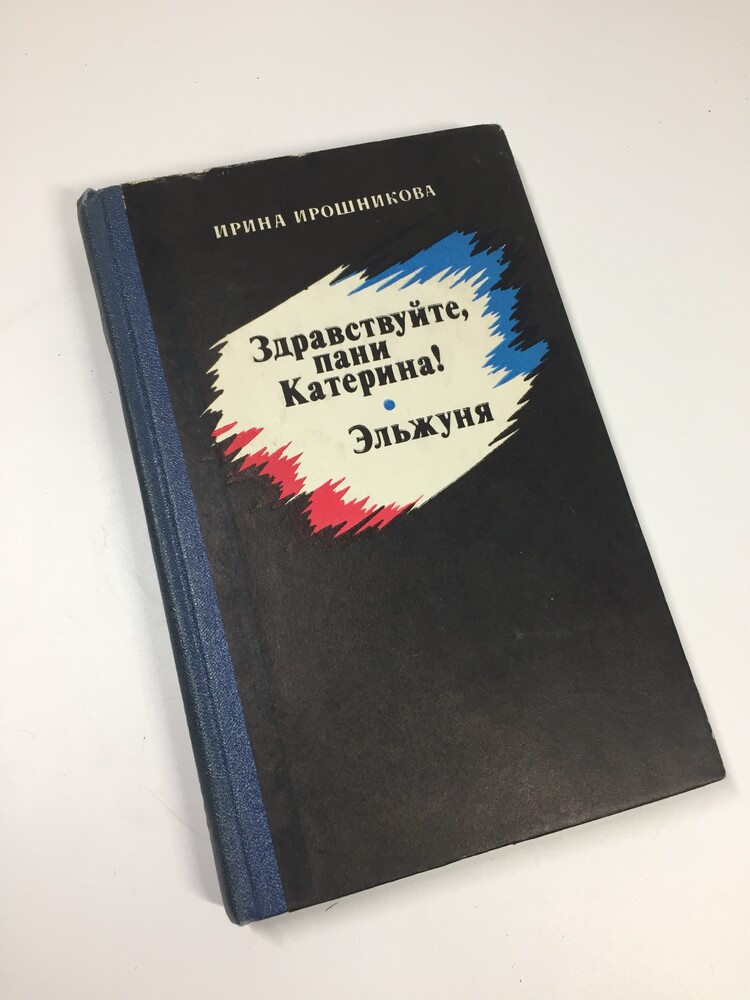 ИРИНА ИРОШНИКОВА
Здравствуйте,
пани
Катерина!
Эльжуня